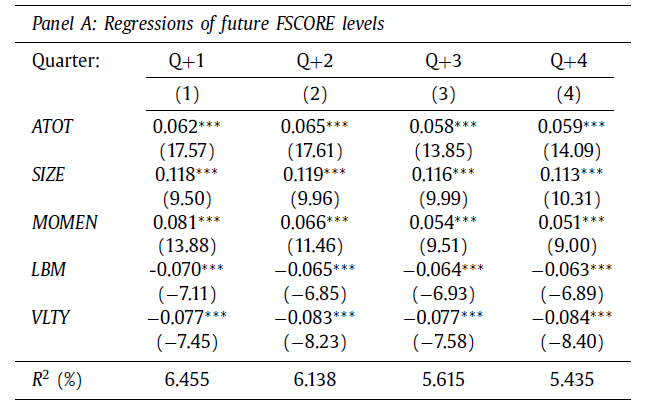 Panel A: Regressions of future FSCORE levels
Quarter: Q+1 Q+2 Q+3 Q+4
(1) (2) (3) (4)
ATOT 0.062*** 0.065*** 0.058*** 0.059***
(17.57) (17.61) (13.85) (14.09)
SIZE 0.118*** 0.119*** 0.116*** 0.113***
(9.50) (9.96) (9.99) (10.31)
MOMEN 0.081*** 0.066*** 0.054*** 0.051***
(13.88) (11.46) (9.51) (9.00)
LBM -0.070*** −0.065*** −0.064*** −0.063***
(−7.11) (−6.85) (−6.93) (−6.89)
VLTY −0.077*** −0.083*** −0.077*** −0.084***
(−7.45) (−8.23) (−7.58) (−8.40)
R² (%) 6.455 6.138 5.615 5.435